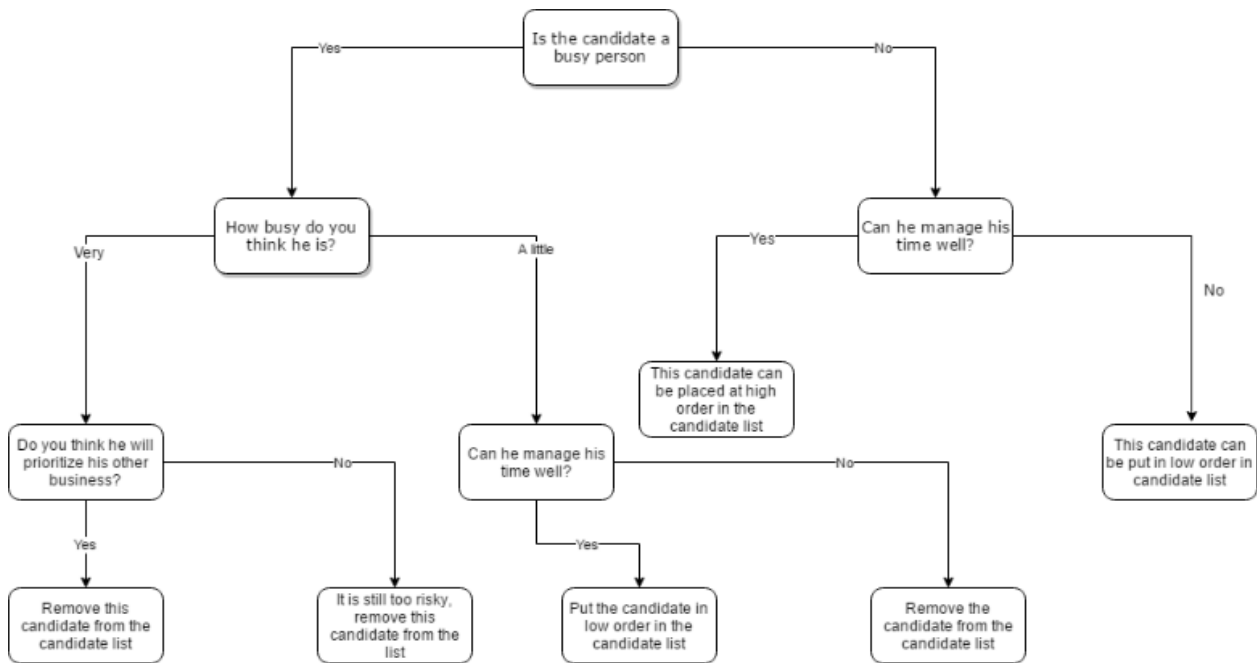 Is the candidate a
busy person
Yes
No
How busy do you
think he is?
Can he manage his
time well?
Very
A little
Yes
No
This candidate can
be placed at high
order in the
candidate list
Do you think he will
prioritize his other
business?
No
Can he manage his
time well?
No
This candidate can
be put in low order in
candidate list
Yes
Yes
Remove this
candidate from the
candidate list
It is still too risky,
remove this
candidate from the
list
Put the candidate in
low order in the
candidate list
Remove the
candidate from the
candidate list